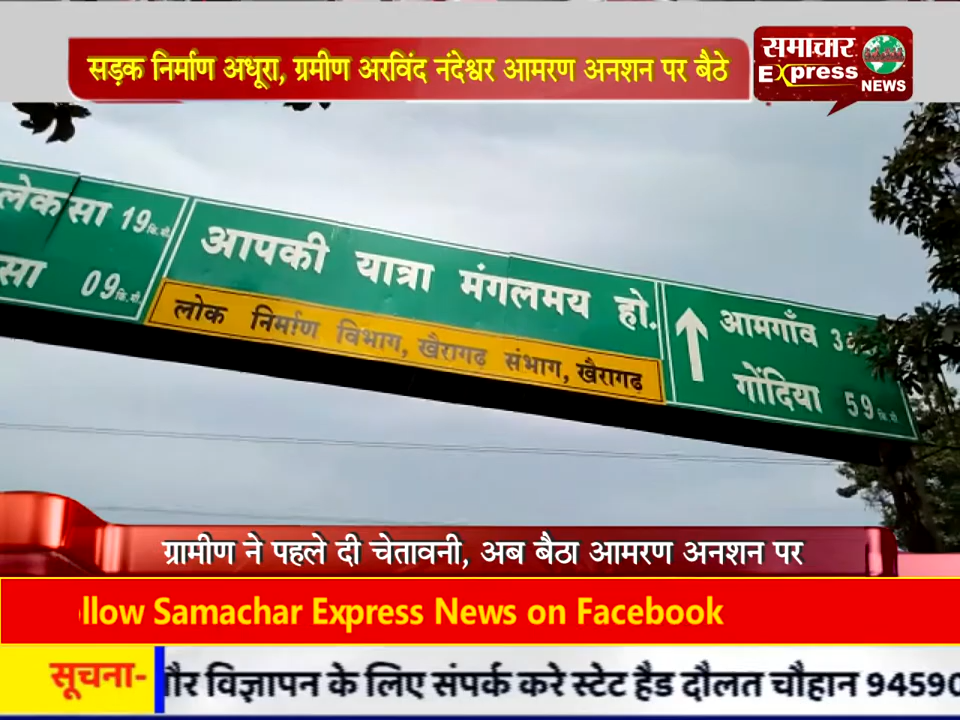 सड़क निर्माण अधूरा, ग्रमीण अरविंद नंदेश्वर आमरण अनशन पर बैठे
समाचार
Express
NEWS
लेकसा 19 कि.मी.
सा 09 कि.मी.
आपकी यात्रा मंगलमय हो.
लोक निर्माण विभाग, खैरागढ़ संभाग, खैरागढ़
आमगाँव 3
गोंदिया 59 कि.मी.
ग्रामीण ने पहले दी चेतावनी, अब बैठा आमरण अनशन पर
llow Samachar Express News on Facebook
सूचना- और विज्ञापन के लिए संपर्क करे स्टेट हैड दौलत चौहान 94590